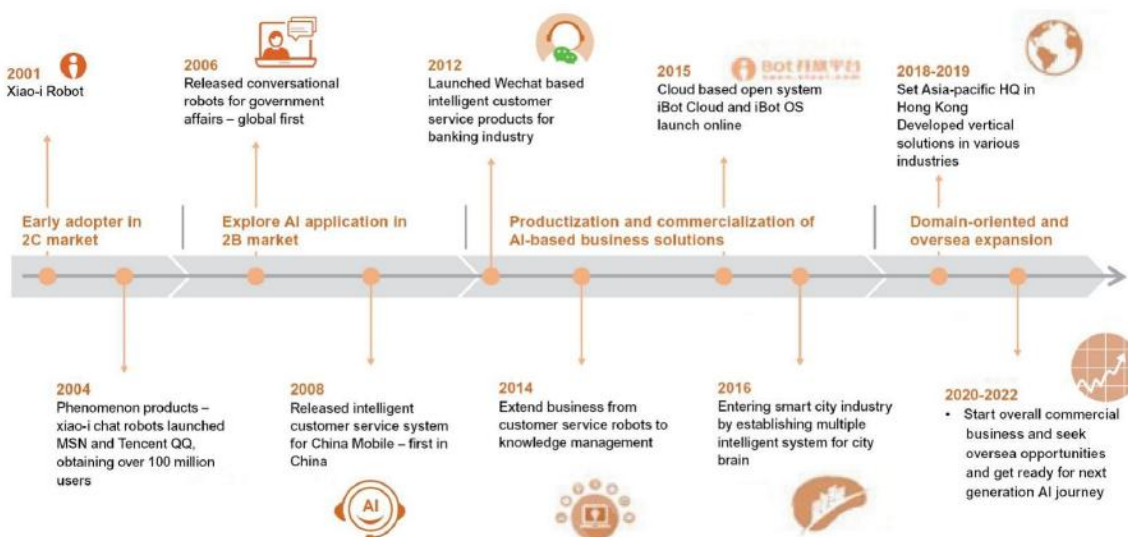 2001
Xiao-i Robot
2006
Released conversational
robots for government
affairs – global first
2012
Launched Wechat based
intelligent customer
service products for
banking industry
2015
Cloud based open system
iBot Cloud and iBot OS
launch online
Bot开放平台
2018-2019
Set Asia-pacific HQ in
Hong Kong
Developed vertical
solutions in various
industries
Early adopter in
2C market
Explore AI application in
2B market
Productization and commercialization of
AI-based business solutions
Domain-oriented and
oversea expansion
2004
Phenomenon products –
xiao-i chat robots launched
MSN and Tencent QQ,
obtaining over 100 million
users
2008
Released intelligent
customer service system
for China Mobile – first in
China
AI
2014
Extend business from
customer service robots to
knowledge management
2016
Entering smart city industry
by establishing multiple
intelligent system for city
brain
2020-2022
• Start overall commercial
business and seek
oversea opportunities
and get ready for next
generation AI journey